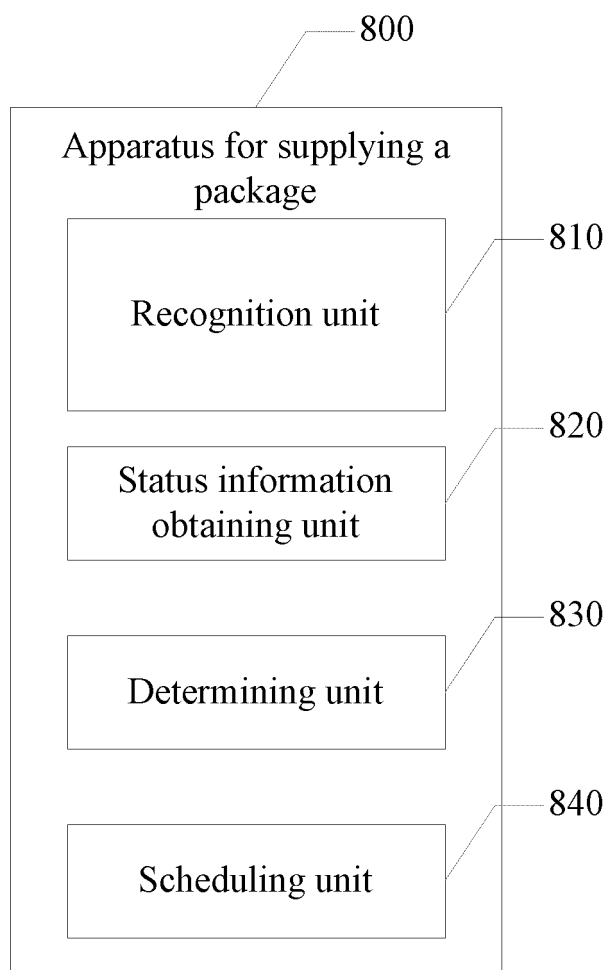 800
Apparatus for supplying a
package
810
Recognition unit
820
Status information
obtaining unit
830
Determining unit
840
Scheduling unit